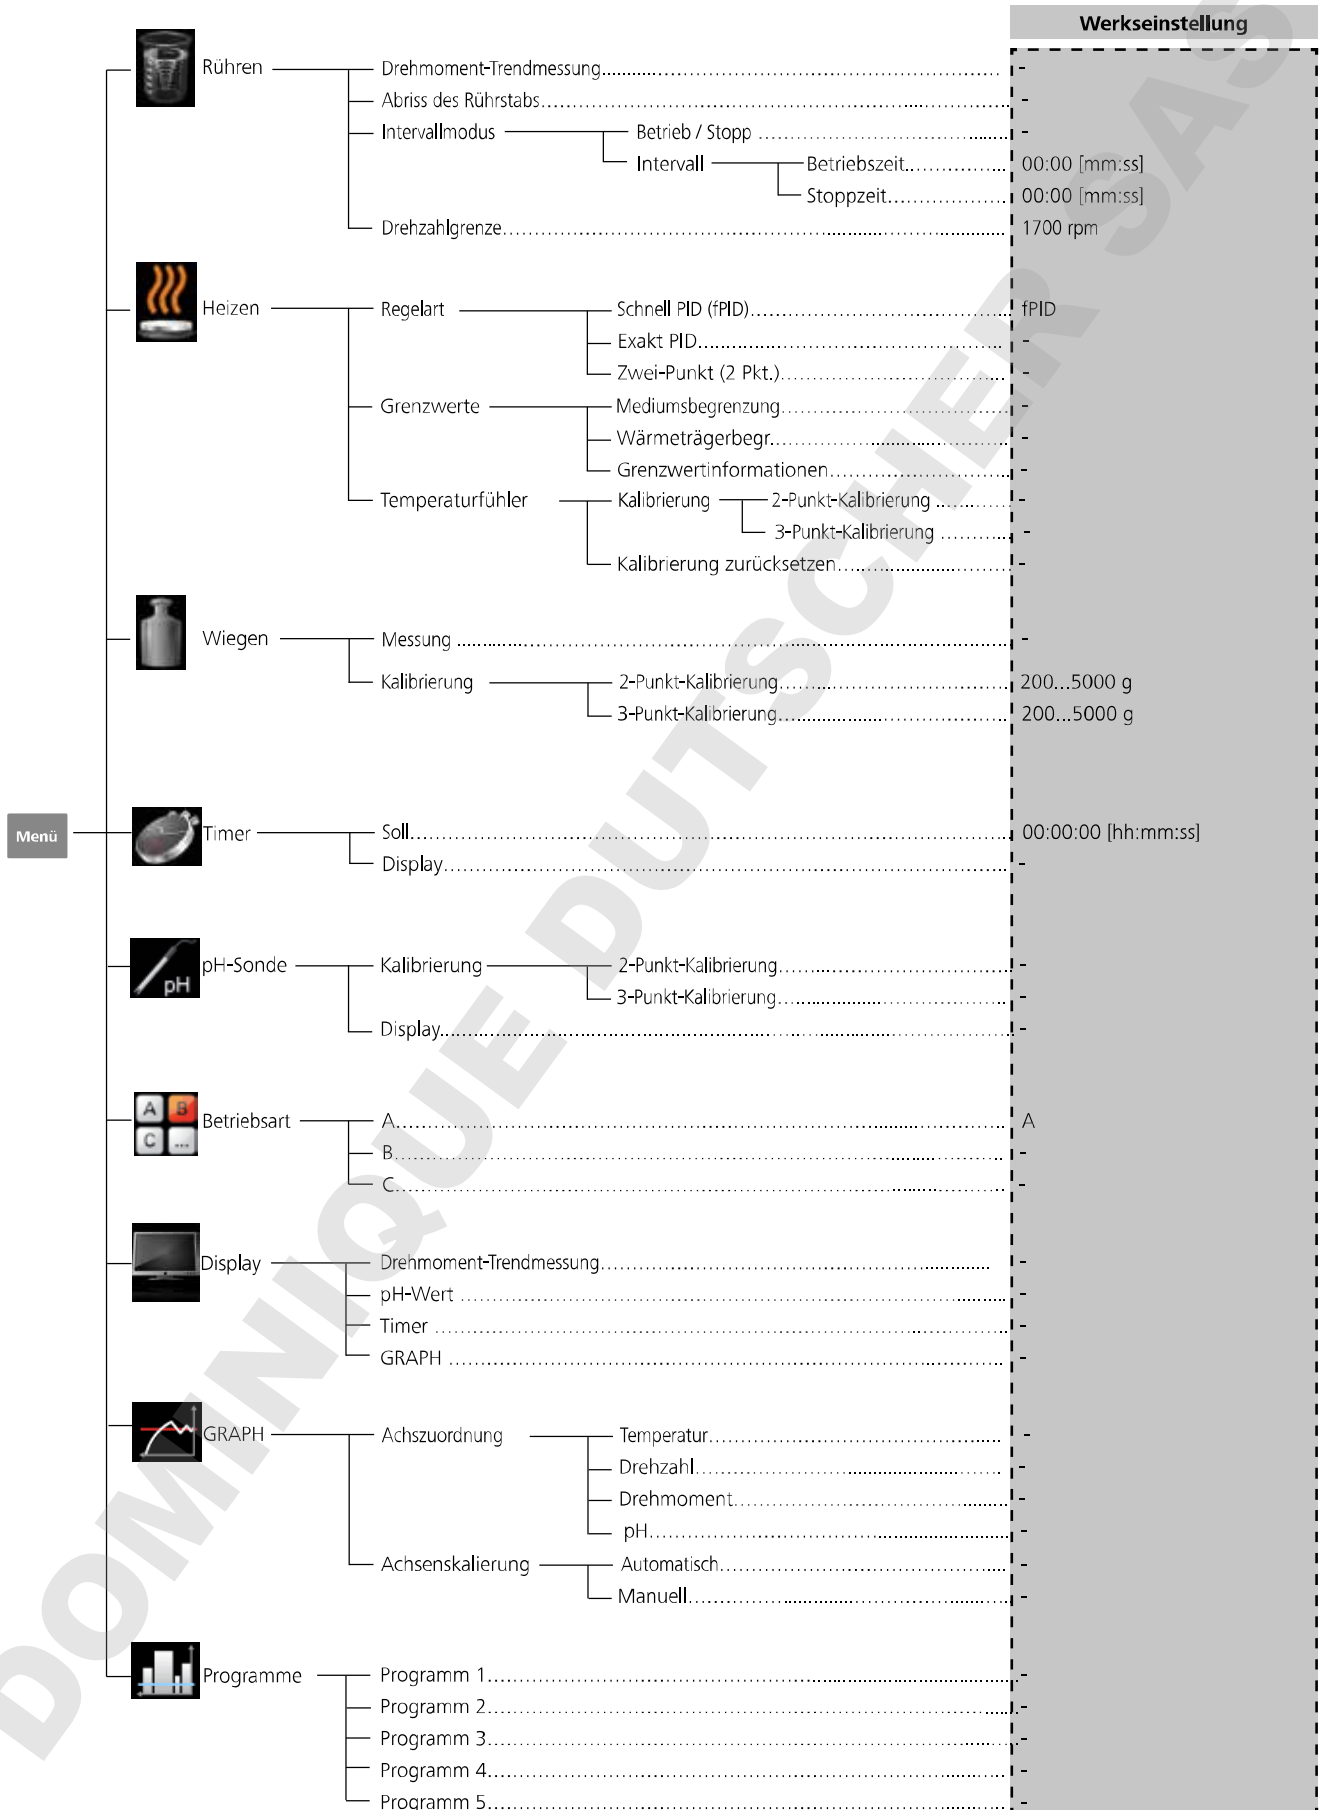 Werkseinstellung
Rühren Drehmoment-Trendmessung -
Abriss des Rührstabs -
Intervallmodus Betrieb / Stopp -
Intervall Betriebszeit 00:00 [mm:ss]
Stoppzeit 00:00 [mm:ss]
Drehzahlgrenze 1700 rpm
Heizen Regelart Schnell PID (fPID) fPID
Exakt PID -
Zwei-Punkt (2 Pkt.) -
Grenzwerte Mediumsbegrenzung -
Wärmeträgerbegr. -
Grenzwertinformationen -
Temperaturfühler Kalibrierung 2-Punkt-Kalibrierung -
3-Punkt-Kalibrierung -
Kalibrierung zurücksetzen -
Wiegen Messung -
Kalibrierung 2-Punkt-Kalibrierung 200...5000 g
3-Punkt-Kalibrierung 200...5000 g
Menü Timer Soll 00:00:00 [hh:mm:ss]
Display -
pH pH-Sonde Kalibrierung 2-Punkt-Kalibrierung -
3-Punkt-Kalibrierung -
Display -
A B C ... Betriebsart A A
B -
C -
Display Drehmoment-Trendmessung -
pH-Wert -
Timer -
GRAPH -
GRAPH Achszuordnung Temperatur -
Drehzahl -
Drehmoment -
pH -
Achsenskalierung Automatisch -
Manuell -
Programme Programm 1 -
Programm 2 -
Programm 3 -
Programm 4 -
Programm 5 -
DOMINIQUE DUTSCHER SAS